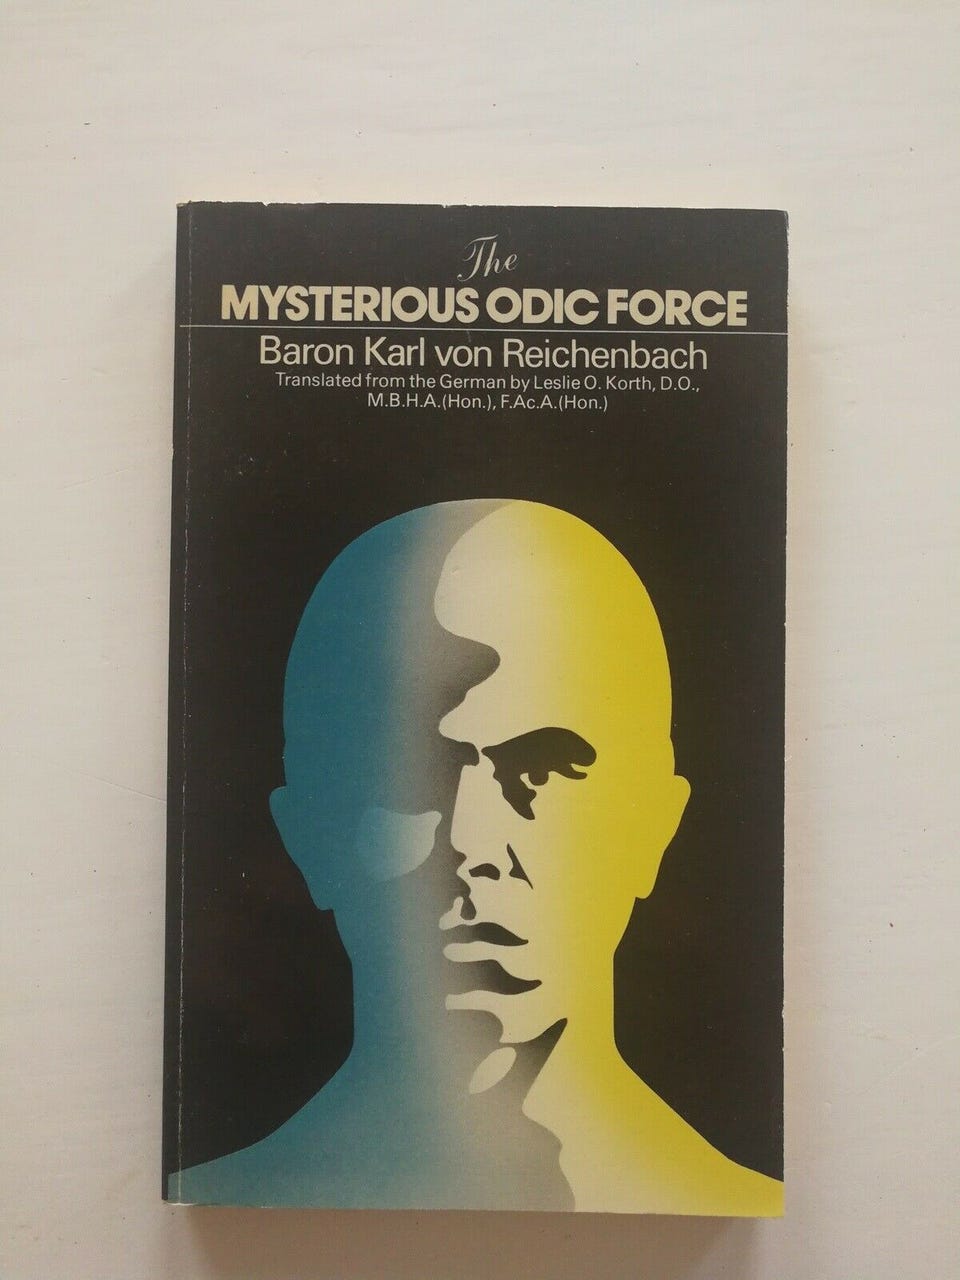 The
MYSTERIOUS ODIC FORCE
Baron Karl von Reichenbach
Translated from the German by Leslie O. Korth, D.O.,
M.B.H.A.(Hon.), F.Ac.A.(Hon.)